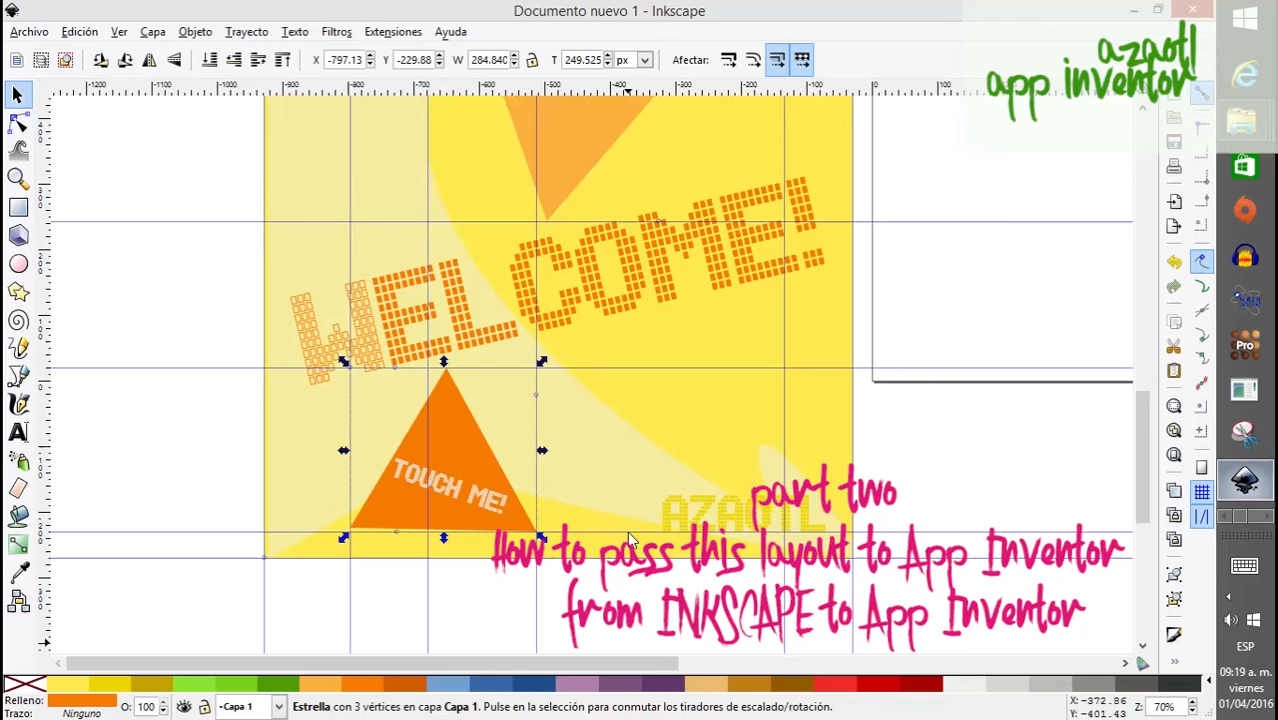 Documento nuevo 1 - Inkscape
azaotl
app inventor
Archivo Edición Ver Capa Objeto Trayecto Texto Filtros Extensiones Ayuda
X -797.13 Y -229.88 W 284.840 T 249.525 px Afectar:
WELCOME!
TOUCH ME!
AZAOTL
part two
How to pass this layout to App Inventor
from INKSCAPE to App Inventor
Pro
ESP
09:19 a. m.
viernes
01/04/2016
Relleno:
Ninguno
O: 100
Capa 1
Estrella con 3 vértices en capa Capa 1. Pulse en la selección para conmutar los tiradores de escalado/rotación.
X: -372.86
Y: -401.43
Z: 70%